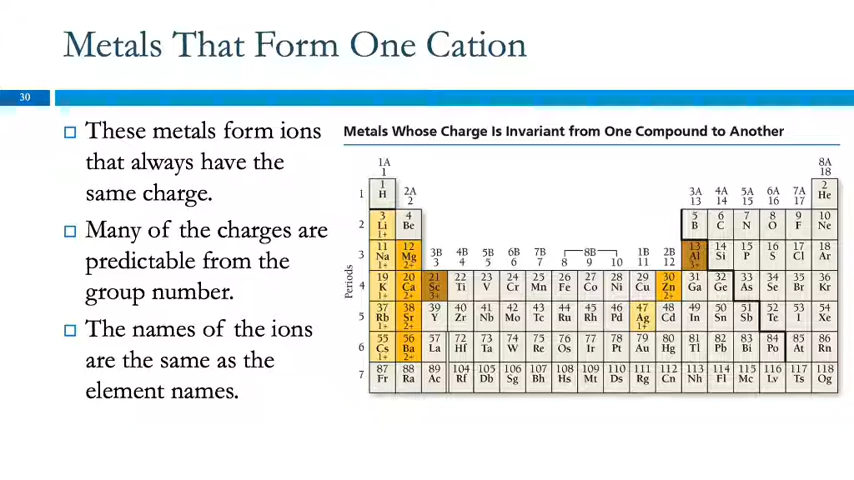 Metals That Form One Cation
30
These metals form ions
that always have the
same charge.
Many of the charges are
predictable from the
group number.
The names of the ions
are the same as the
element names.
Metals Whose Charge Is Invariant from One Compound to Another
1A 8A
1 18
1 2A 3A 4A 5A 6A 7A 2
1 H 2 13 14 15 16 17 He
3 4 5 6 7 8 9 10
2 Li Be B C N O F Ne
1+
11 12 13 14 15 16 17 18
3 Na Mg 3B 4B 5B 6B 7B 8B 1B 2B Al Si P S Cl Ar
1+ 2+ 3 4 5 6 7 8 9 10 11 12 3+
19 20 21 22 23 24 25 26 27 28 29 30 31 32 33 34 35 36
4 K Ca Sc Ti V Cr Mn Fe Co Ni Cu Zn Ga Ge As Se Br Kr
1+ 2+ 3+ 2+
Periods
37 38 39 40 41 42 43 44 45 46 47 48 49 50 51 52 53 54
5 Rb Sr Y Zr Nb Mo Tc Ru Rh Pd Ag Cd In Sn Sb Te I Xe
1+ 2+ 1+
55 56 57 72 73 74 75 76 77 78 79 80 81 82 83 84 85 86
6 Cs Ba La Hf Ta W Re Os Ir Pt Au Hg Tl Pb Bi Po At Rn
1+ 2+
87 88 89 104 105 106 107 108 109 110 111 112 113 114 115 116 117 118
7 Fr Ra Ac Rf Db Sg Bh Hs Mt Ds Rg Cn Nh Fl Mc Lv Ts Og